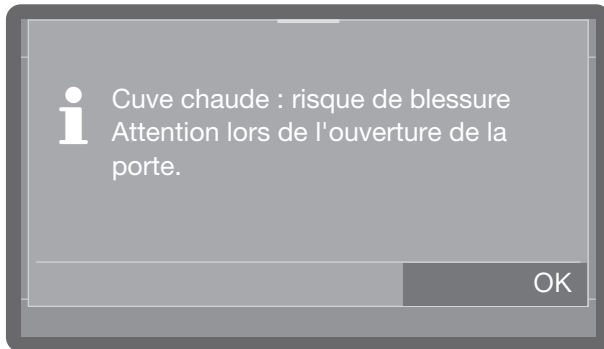 Cuve chaude : risque de blessure
Attention lors de l'ouverture de la
porte.
OK